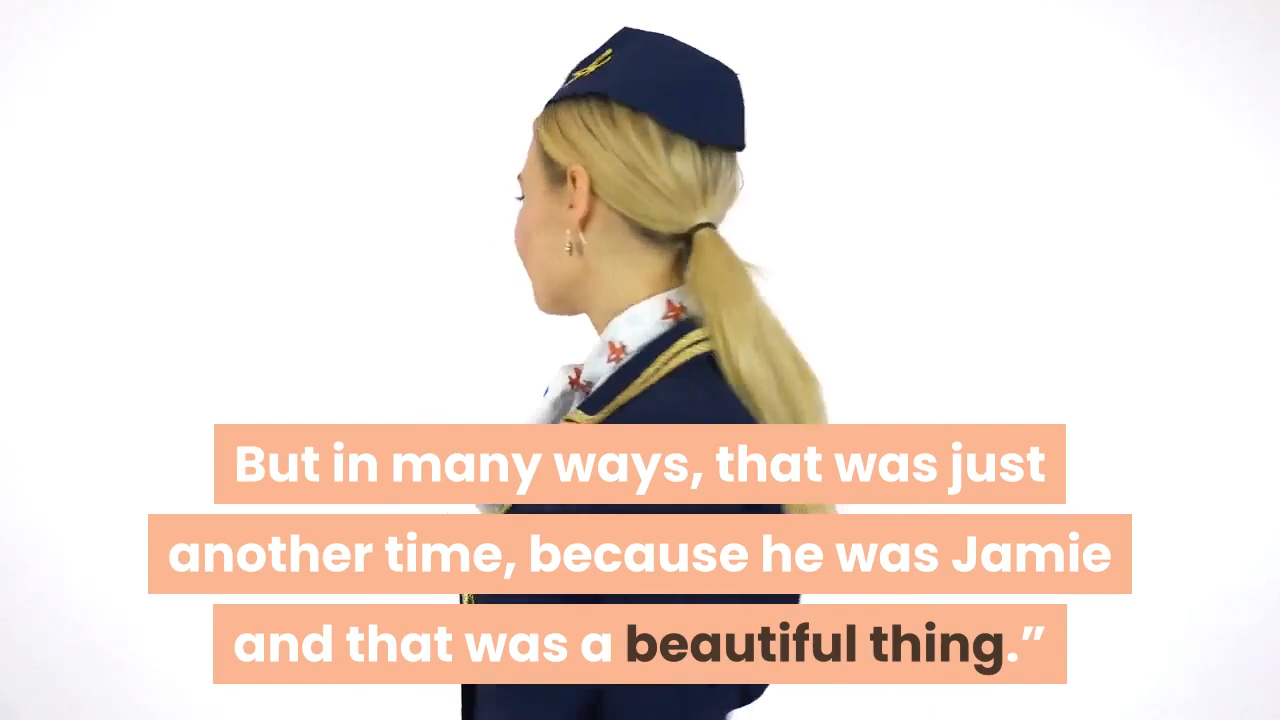 But in many ways, that was just
another time, because he was Jamie
and that was a beautiful thing.”